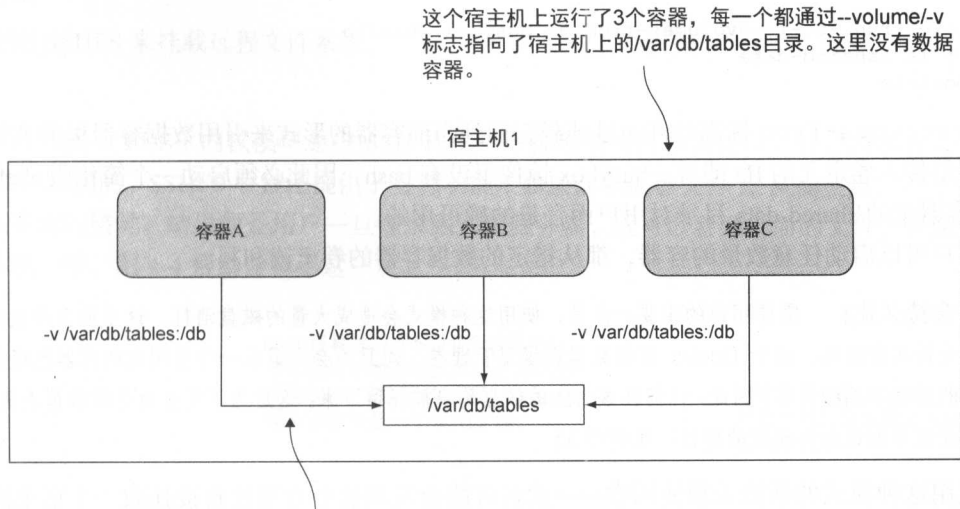 这个宿主机上运行了3个容器，每一个都通过--volume/-v
标志指向了宿主机上的/var/db/tables目录。这里没有数据
容器。
宿主机1
容器A
容器B
容器C
-v /var/db/tables:/db
-v /var/db/tables:/db
-v /var/db/tables:/db
/var/db/tables